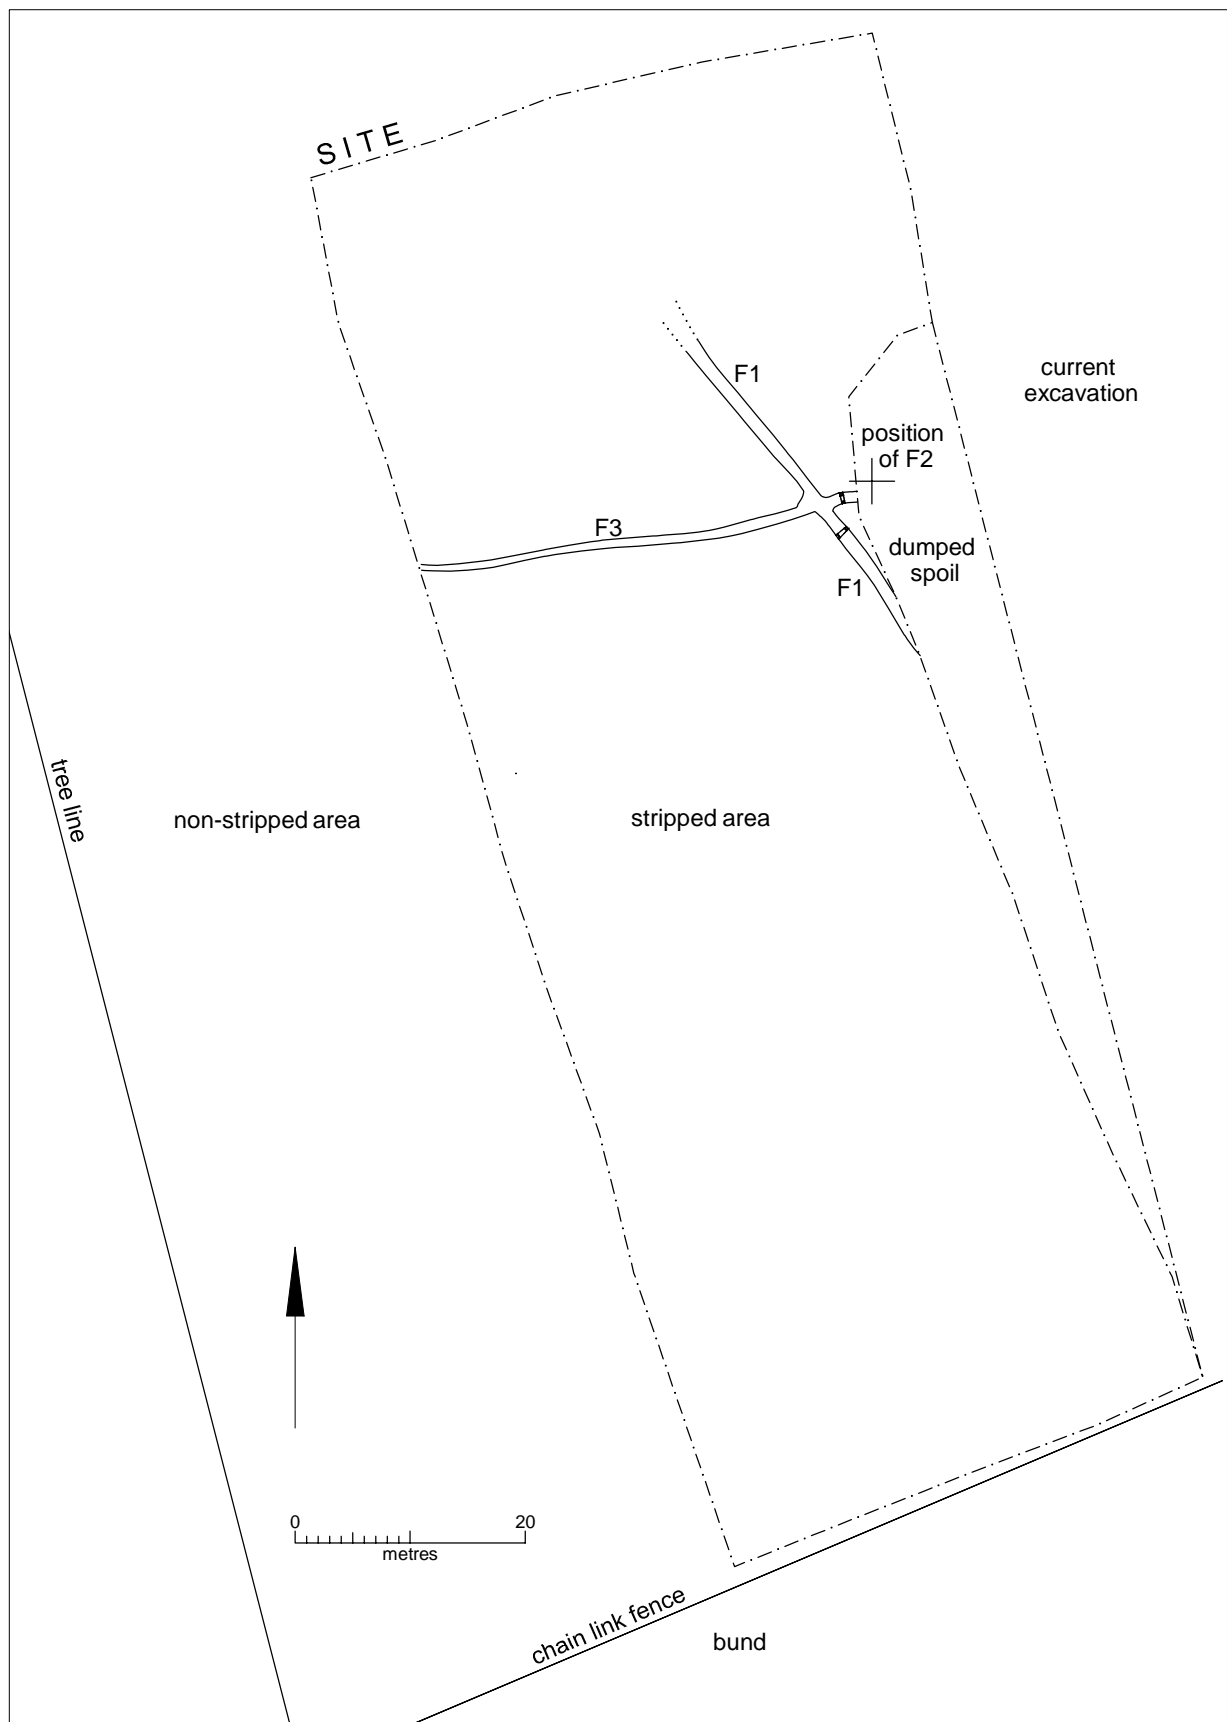 SITE
F1
current
excavation
position
of F2
F3
dumped
spoil
F1
tree line
non-stripped area
stripped area
0
20
metres
chain link fence
bund